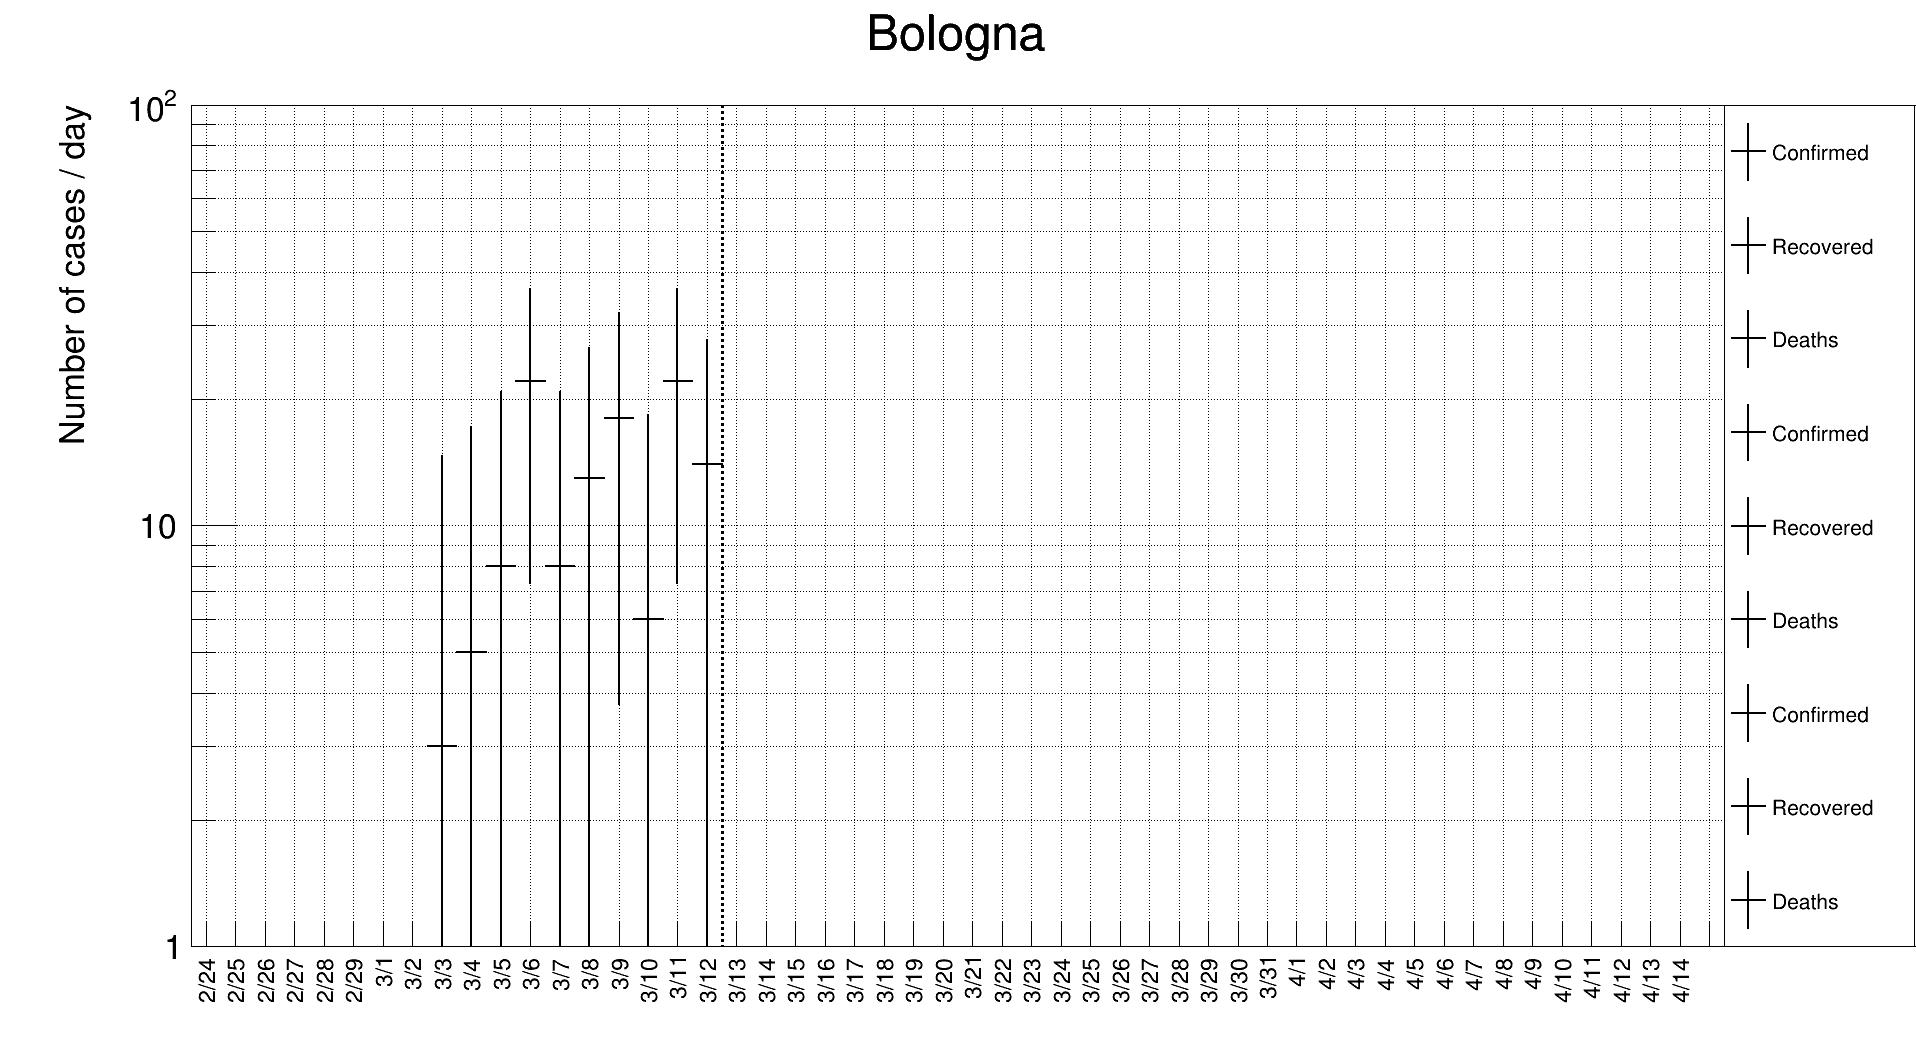 Bologna
Number of cases / day
10²
10
1
2/24 2/25 2/26 2/27 2/28 2/29 3/1 3/2 3/3 3/4 3/5 3/6 3/7 3/8 3/9 3/10 3/11 3/12 3/13 3/14 3/15 3/16 3/17 3/18 3/19 3/20 3/21 3/22 3/23 3/24 3/25 3/26 3/27 3/28 3/29 3/30 3/31 4/1 4/2 4/3 4/4 4/5 4/6 4/7 4/8 4/9 4/10 4/11 4/12 4/13 4/14
Confirmed
Recovered
Deaths
Confirmed
Recovered
Deaths
Confirmed
Recovered
Deaths